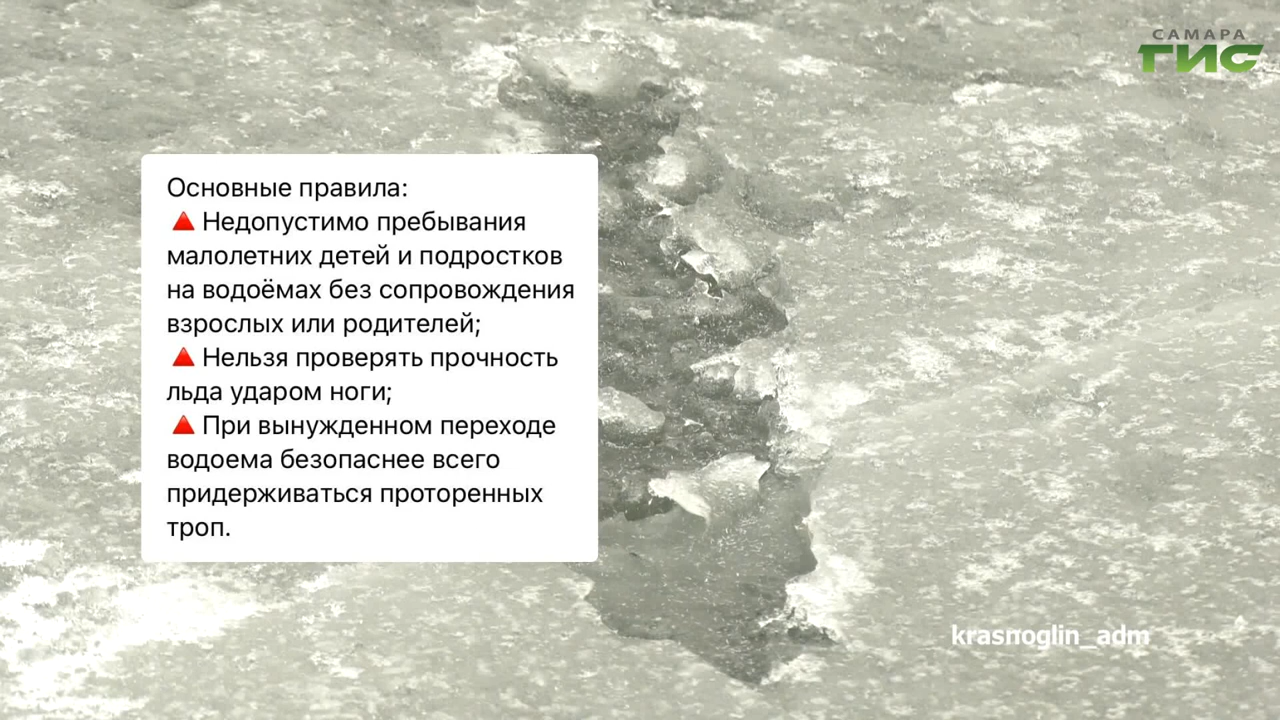 САМАРА
ГИС
Основные правила:
🔺Недопустимо пребывания
малолетних детей и подростков
на водоёмах без сопровождения
взрослых или родителей;
🔺Нельзя проверять прочность
льда ударом ноги;
🔺При вынужденном переходе
водоема безопаснее всего
придерживаться проторенных
троп.
krasnoglin_adm